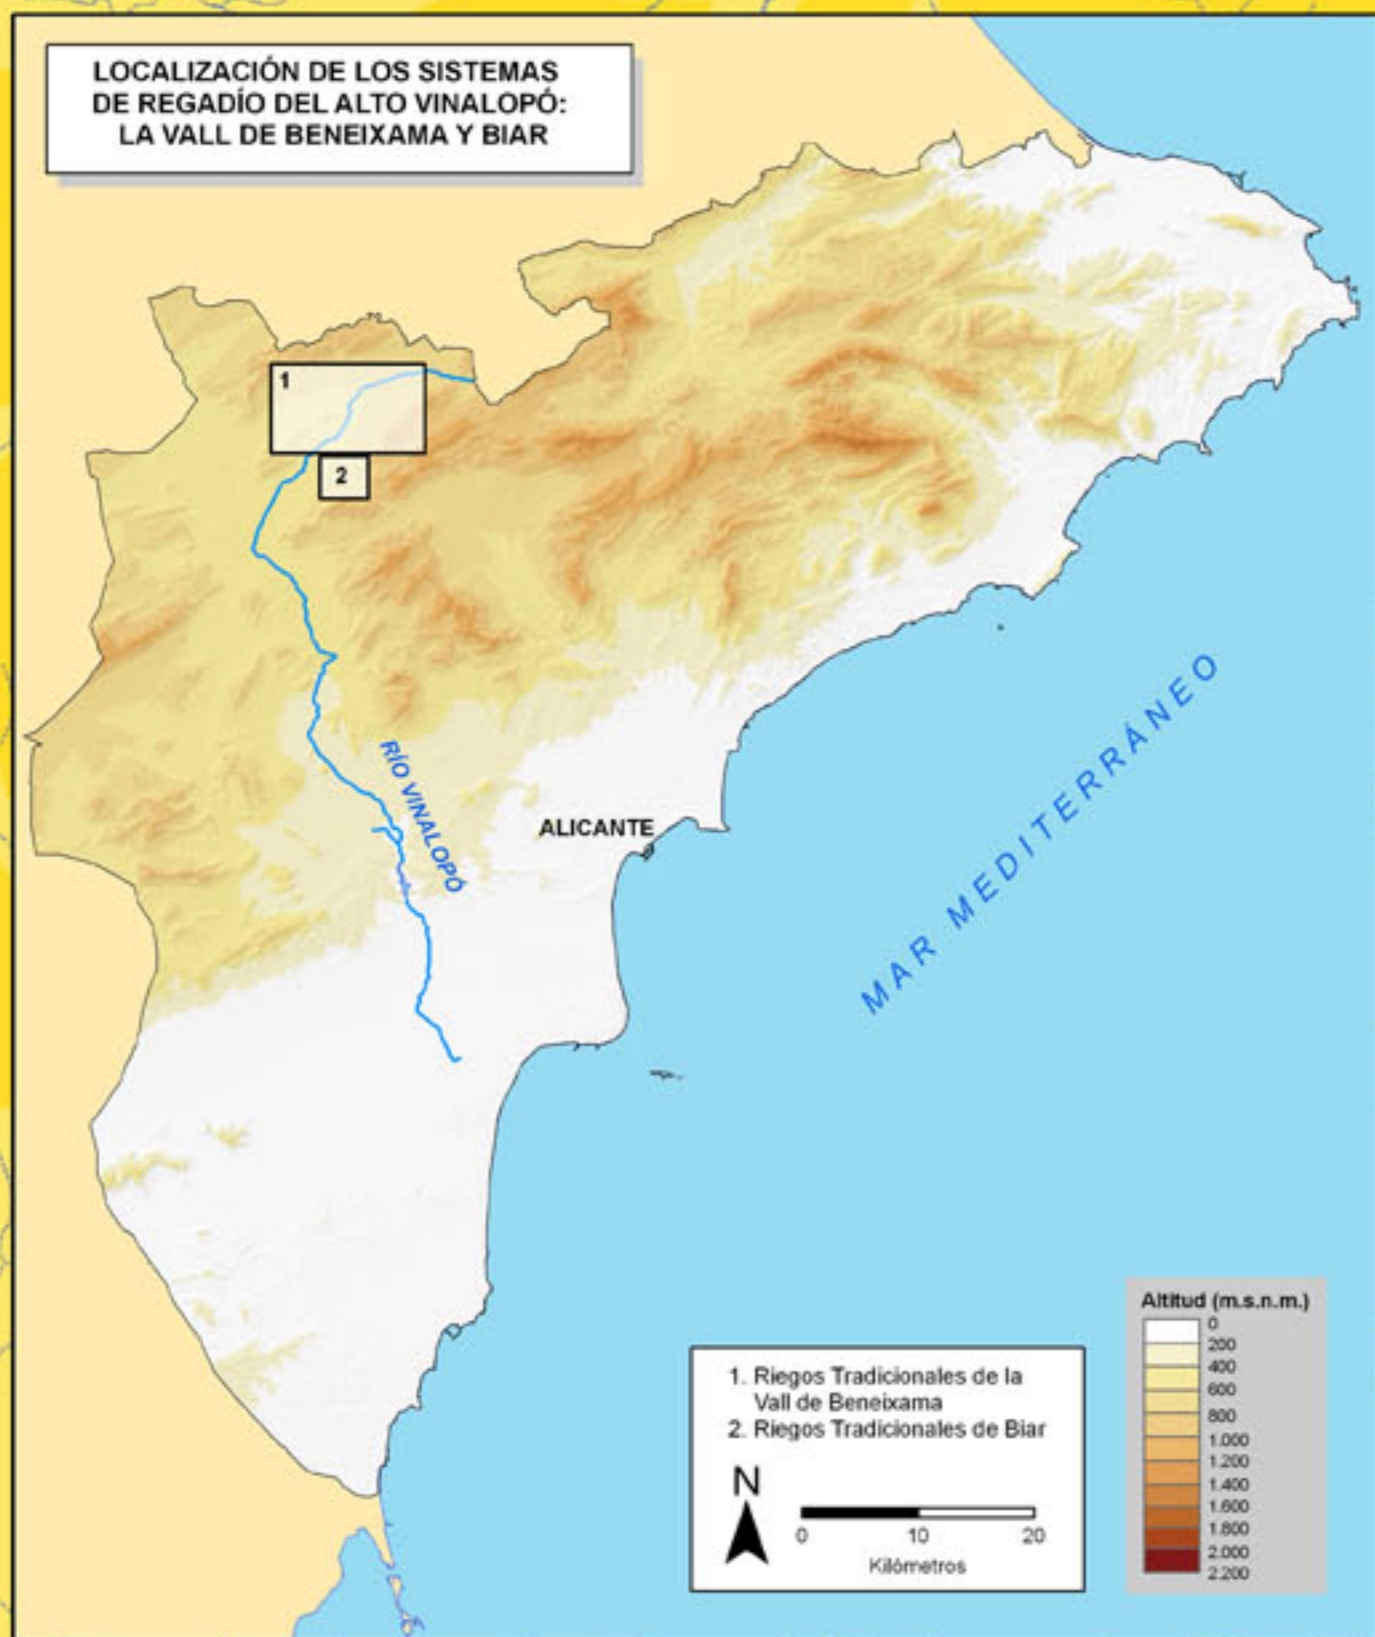 LOCALIZACIÓN DE LOS SISTEMAS
DE REGADÍO DEL ALTO VINALOPÓ:
LA VALL DE BENEIXAMA Y BIAR
1
2
RÍO VINALOPÓ
ALICANTE
MAR MEDITERRÁNEO
1. Riegos Tradicionales de la
Vall de Beneixama
2. Riegos Tradicionales de Biar
N
0 10 20
Kilómetros
Altitud (m.s.n.m.)
0
200
400
600
800
1.000
1.200
1.400
1.600
1.800
2.000
2.200